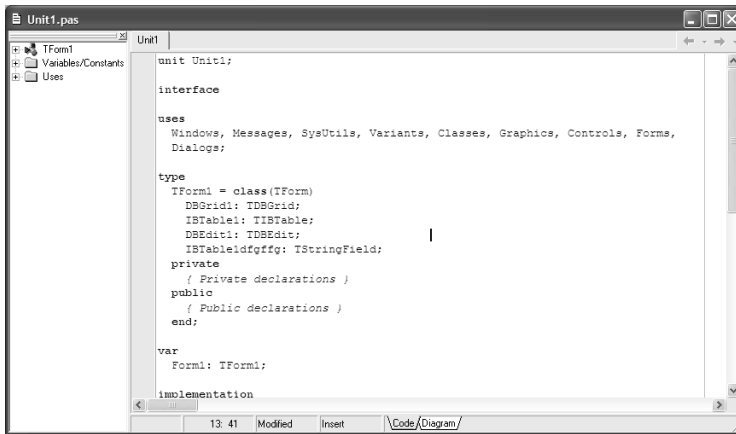 Unit1.pas
TForm1
Variables/Constants
Uses
Unit1
unit Unit1;
interface
uses
Windows, Messages, SysUtils, Variants, Classes, Graphics, Controls, Forms,
Dialogs;
type
TForm1 = class(TForm)
DBGrid1: TDBGrid;
IBTable1: TIBTable;
DBEdit1: TDBEdit;
IBTable1dfgffg: TStringField;
private
{ Private declarations }
public
{ Public declarations }
end;
var
Form1: TForm1;
implementation
13: 41 Modified Insert Code Diagram